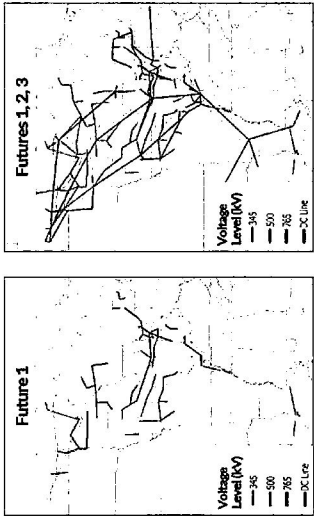 Future 1
Voltage
Level (kV)
345
500
765
DC Line
Futures 1, 2, 3
Voltage
Level (kV)
345
500
765
DC Line